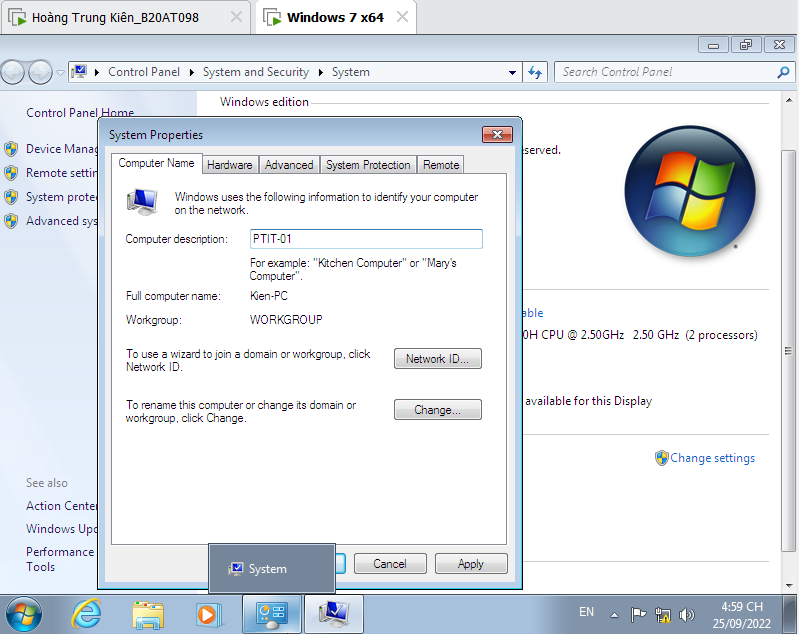 Hoàng Trung Kiên_B20AT098
Windows 7 x64
Control Panel
System and Security
System
Search Control Panel
Control Panel Home
Device Manag
Remote settin
System prote
Advanced sys
See also
Action Center
Windows Upd
Performance
Tools
Windows edition
served.
able
0H CPU @ 2.50GHz 2.50 GHz (2 processors)
available for this Display
Change settings
System Properties
Computer Name
Hardware
Advanced
System Protection
Remote
Windows uses the following information to identify your computer
on the network.
Computer description:
PTIT-01
For example: "Kitchen Computer" or "Mary's
Computer".
Full computer name:
Kien-PC
Workgroup:
WORKGROUP
To use a wizard to join a domain or workgroup, click
Network ID.
Network ID...
To rename this computer or change its domain or
workgroup, click Change.
Change...
System
Cancel
Apply
EN
4:59 CH
25/09/2022